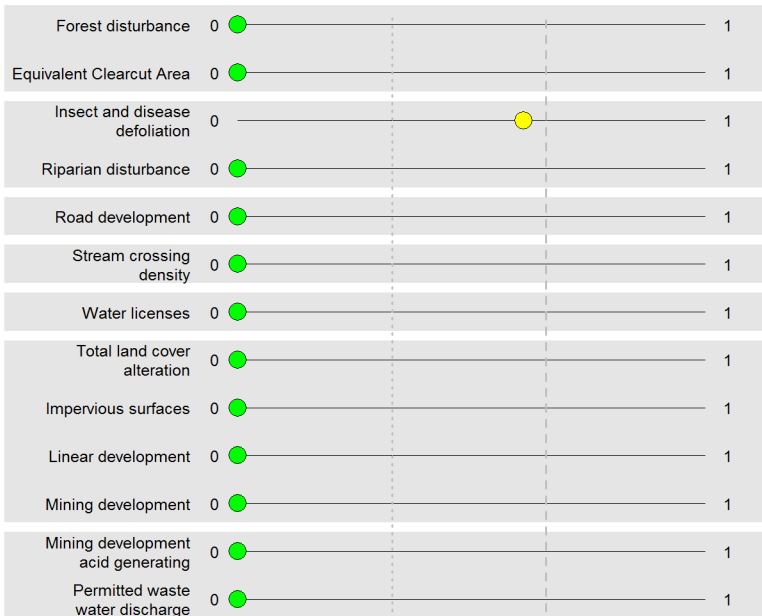 Forest disturbance 0 1
Equivalent Clearcut Area 0 1
Insect and disease
defoliation 0 1
Riparian disturbance 0 1
Road development 0 1
Stream crossing
density 0 1
Water licenses 0 1
Total land cover
alteration 0 1
Impervious surfaces 0 1
Linear development 0 1
Mining development 0 1
Mining development
acid generating 0 1
Permitted waste
water discharge 0 1